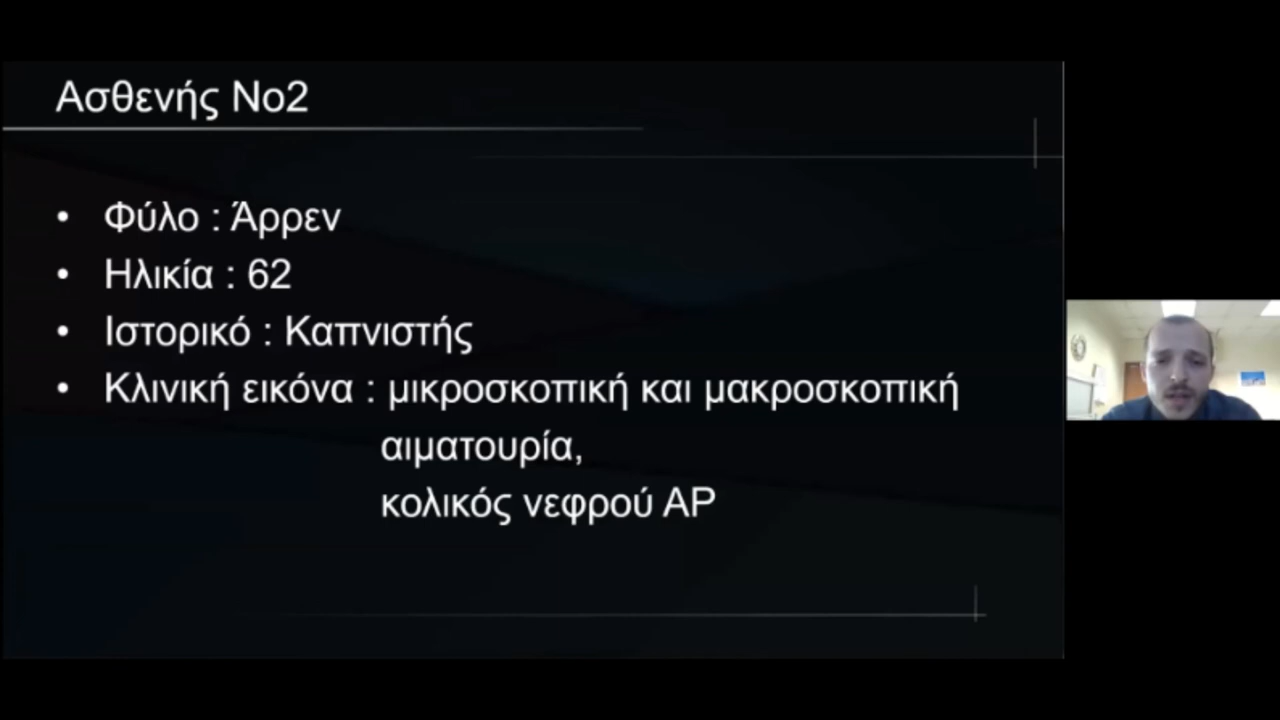 Ασθενής Νο2
• Φύλο : Άρρεν
• Ηλικία : 62
• Ιστορικό : Καπνιστής
• Κλινική εικόνα : μικροσκοπική και μακροσκοπική
αιματουρία,
κολικός νεφρού ΑΡ